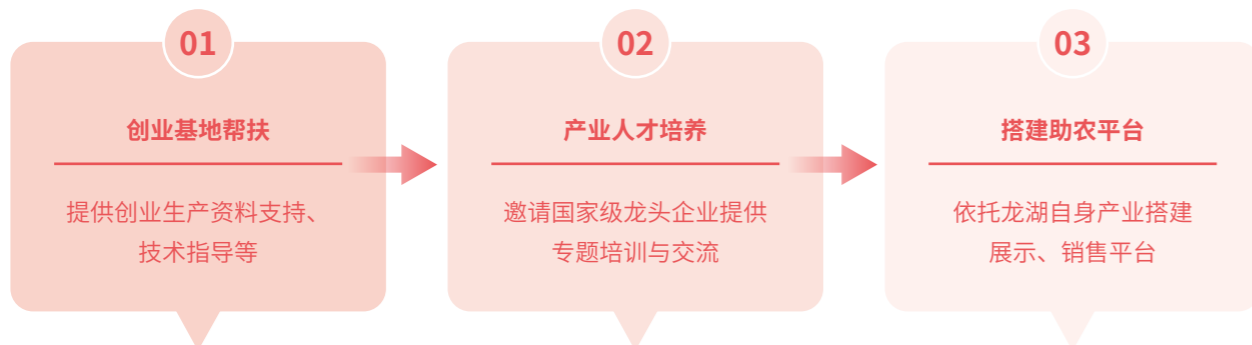 01
创业基地帮扶
提供创业生产资料支持、
技术指导等
02
产业人才培养
邀请国家级龙头企业提供
专题培训与交流
03
搭建助农平台
依托龙湖自身产业搭建
展示、销售平台